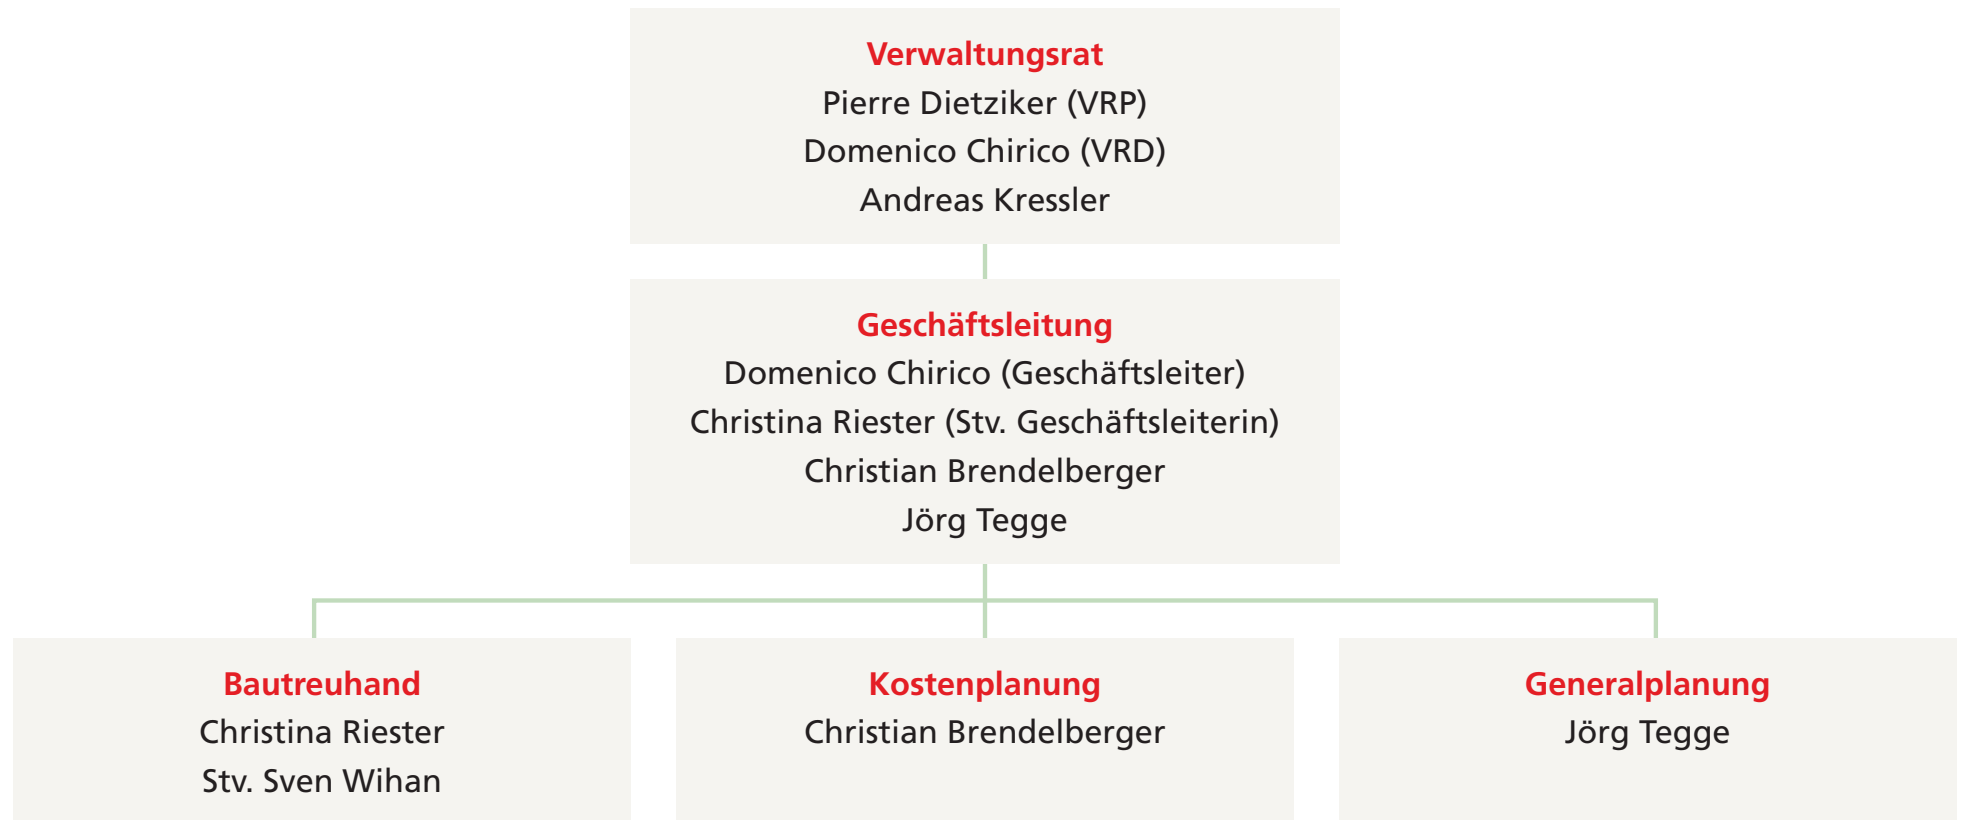 Verwaltungsrat
Pierre Dietziker (VRP)
Domenico Chirico (VRD)
Andreas Kressler
Geschäftsleitung
Domenico Chirico (Geschäftsleiter)
Christina Riester (Stv. Geschäftsleiterin)
Christian Brendelberger
Jörg Tegge
Bautreuhand
Christina Riester
Stv. Sven Wihan
Kostenplanung
Christian Brendelberger
Generalplanung
Jörg Tegge